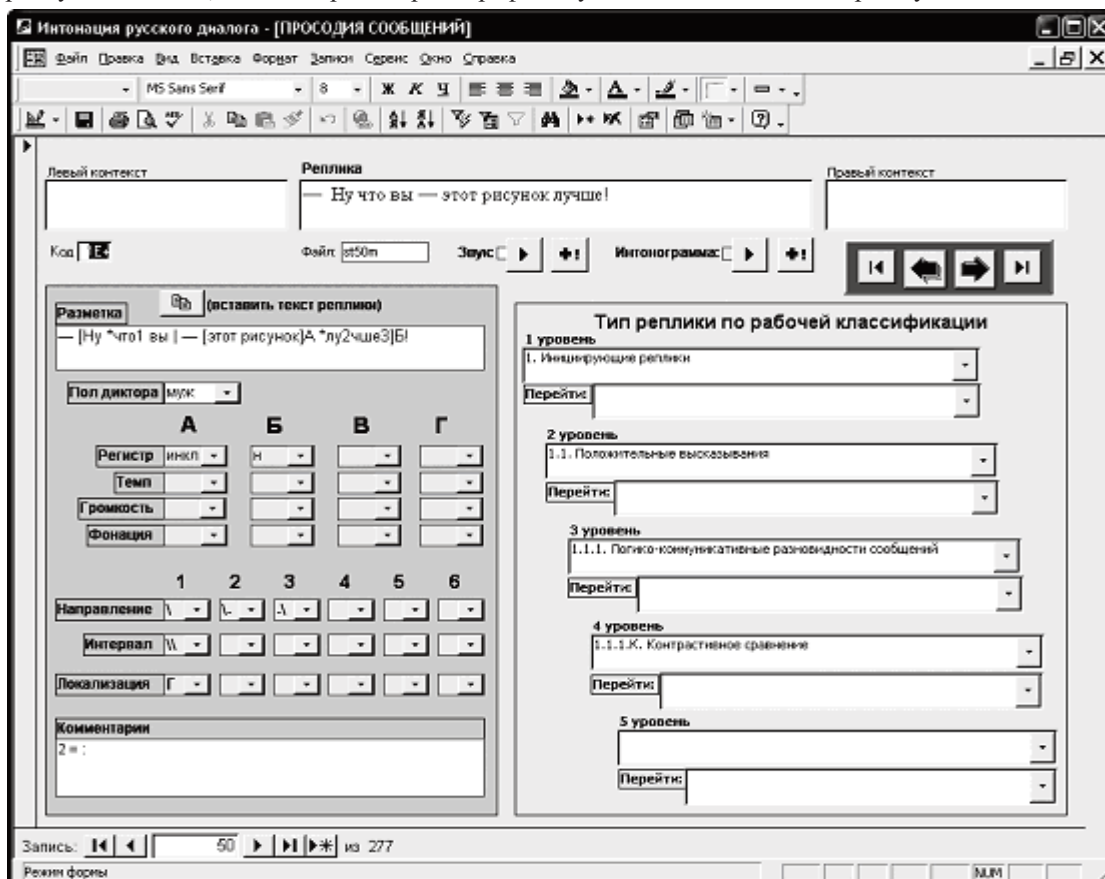 Интонация русского диалога - [ПРОСОДИЯ СООБЩЕНИЙ]
Файл Правка Вид Вставка Формат Записи Сервис Окно Справка
MS Sans Serif 8 Ж К Ч
Левый контекст Реплика Правый контекст
— Ну что вы — этот рисунок лучше!
Код Е Файл: st50m Звук: Интонограмма:
Разметка (вставить текст реплики)
— [Ну *что1 вы | — [этот рисунок]А *лу2чше3]Б!
Пол диктора муж
А Б В Г
Регистр инкл н
Темп
Громкость
Фонация
1 2 3 4 5 6
Направление \ \- -\
Интервал \\
Локализация Г
Комментарии
2 = :
Тип реплики по рабочей классификации
1 уровень
1. Инициирующие реплики
Перейти:
2 уровень
1.1. Положительные высказывания
Перейти:
3 уровень
1.1.1. Логико-коммуникативные разновидности сообщений
Перейти:
4 уровень
1.1.1.К. Контрастивное сравнение
Перейти:
5 уровень
Перейти:
Запись: 50 из 277
Режим формы NUM